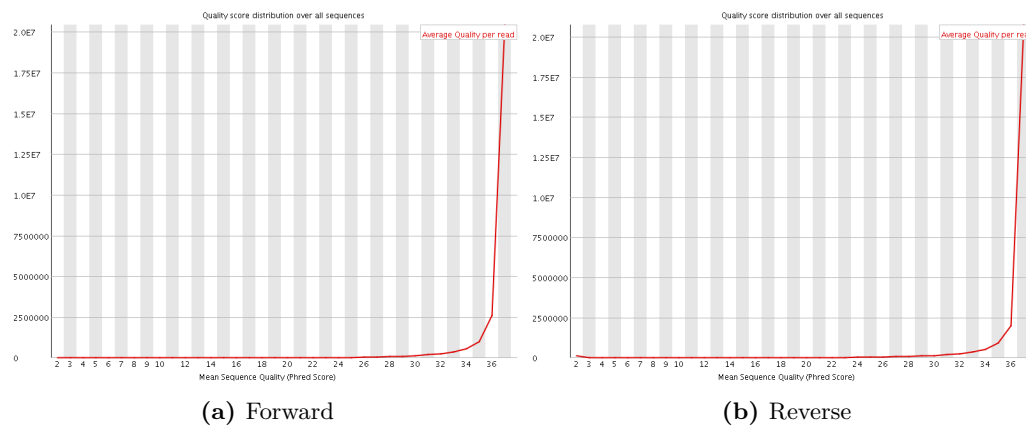 Quality score distribution over all sequences
Average Quality per read
2.0E7
1.75E7
1.5E7
1.25E7
1.0E7
7500000
5000000
2500000
0
2 3 4 5 6 7 8 9 10 12 14 16 18 20 22 24 26 28 30 32 34 36
Mean Sequence Quality (Phred Score)
(a) Forward
Quality score distribution over all sequences
Average Quality per read
2.0E7
1.75E7
1.5E7
1.25E7
1.0E7
7500000
5000000
2500000
0
2 3 4 5 6 7 8 9 10 12 14 16 18 20 22 24 26 28 30 32 34 36
Mean Sequence Quality (Phred Score)
(b) Reverse